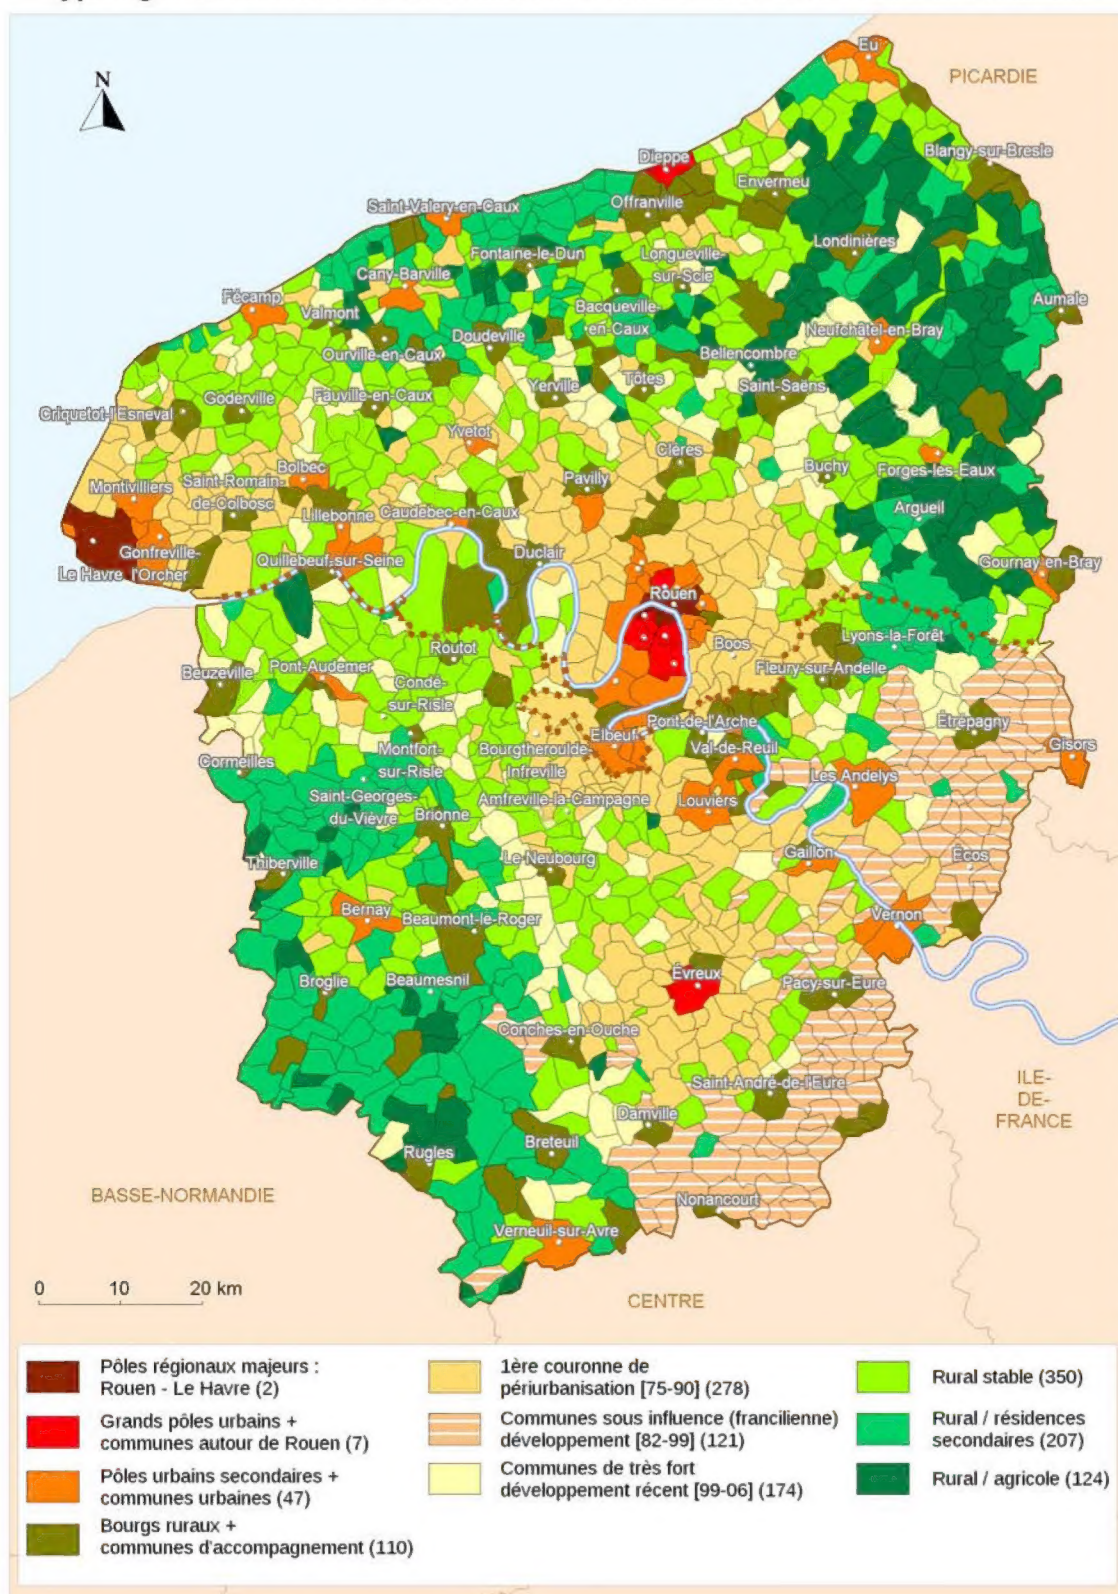 N
Eu
PICARDIE
Dieppe
Blangy-sur-Bresle
Envermeu
Offranville
Saint-Valery-en-Caux
Londinières
Fontaine-le-Dun
Longueville-
sur-Scie
Cany-Barville
Fécamp
Valmont
Bacqueville-
en-Caux
Aumale
Neufchâtel-en-Bray
Doudeville
Ourville-en-Caux
Bellencombre
Saint-Saëns
Yerville
Tôtes
Goderville
Fauville-en-Caux
Criquetot-l'Esneval
Yvetot
Clères
Bolbec
Buchy
Forges-les-Eaux
Montivilliers
Saint-Romain-
de-Colbosc
Pavilly
Argueil
Lillebonne
Caudebec-en-Caux
Gonfreville-
l'Orcher
Le Havre
Quillebeuf-sur-Seine
Duclair
Gournay-en-Bray
Rouen
Lyons-la-Forêt
Boos
Routot
Beuzeville
Pont-Audemer
Fleury-sur-Andelle
Condé-
sur-Risle
Étrépagny
Pont-de-l'Arche
Elbeuf
Bourgtheroulde-
Infreville
Val-de-Reuil
Gisors
Montfort-
sur-Risle
Cormeilles
Les Andelys
Saint-Georges-
du-Vièvre
Amfreville-la-Campagne
Louviers
Brionne
Gaillon
Écos
Le Neubourg
Thiberville
Bernay
Beaumont-le-Roger
Vernon
Évreux
Broglie
Beaumesnil
Pacy-sur-Eure
Conches-en-Ouche
Saint-André-de-l'Eure
ILE-
DE-
FRANCE
Damville
Breteuil
Rugles
BASSE-NORMANDIE
Nonancourt
Verneuil-sur-Avre
0 10 20 km
CENTRE
Pôles régionaux majeurs :
Rouen - Le Havre (2)
Grands pôles urbains +
communes autour de Rouen (7)
Pôles urbains secondaires +
communes urbaines (47)
Bourgs ruraux +
communes d'accompagnement (110)
1ère couronne de
périurbanisation [75-90] (278)
Communes sous influence (francilienne)
développement [82-99] (121)
Communes de très fort
développement récent [99-06] (174)
Rural stable (350)
Rural / résidences
secondaires (207)
Rural / agricole (124)